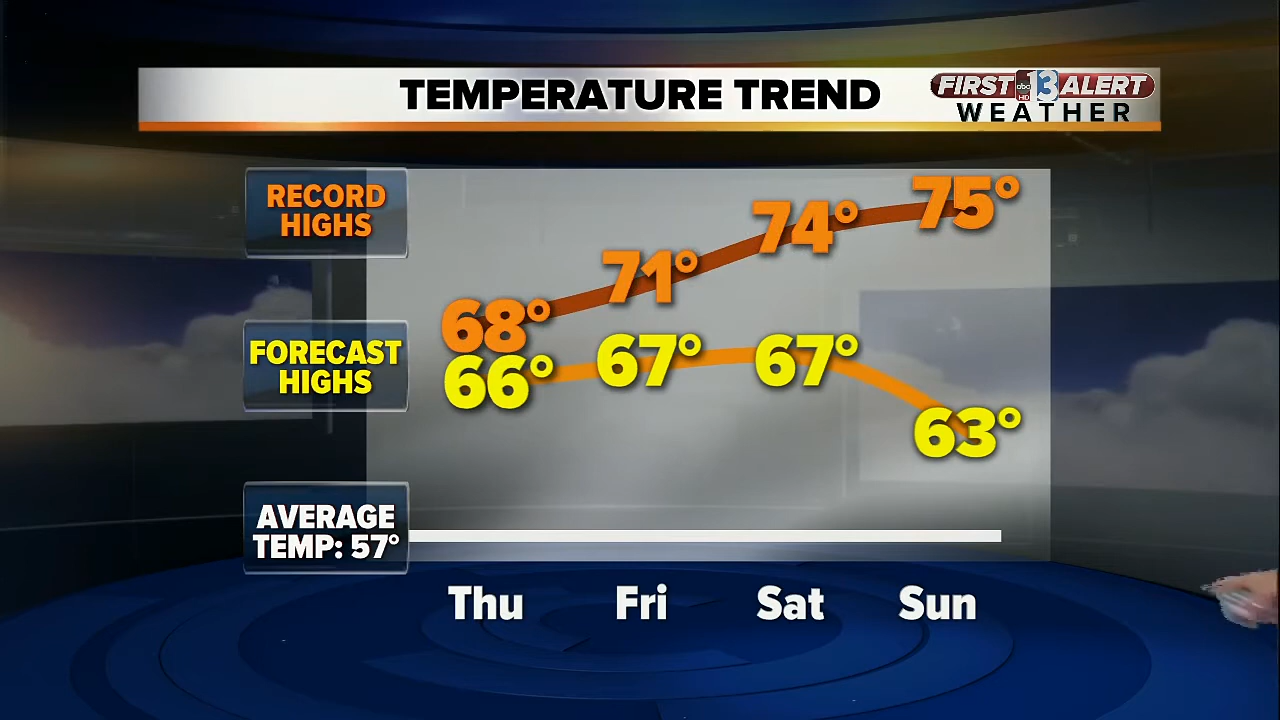 TEMPERATURE TREND
FIRST abc HD 13 ALERT
WEATHER
RECORD
HIGHS
68° 71° 74° 75°
FORECAST
HIGHS
66° 67° 67° 63°
AVERAGE
TEMP: 57°
Thu Fri Sat Sun